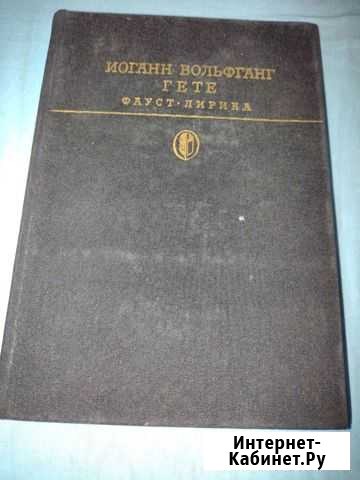 ИОГАНН ВОЛЬФГАНГ
ГЕТЕ
ФАУСТ·ЛИРИКА
Интернет-
Кабинет.Ру